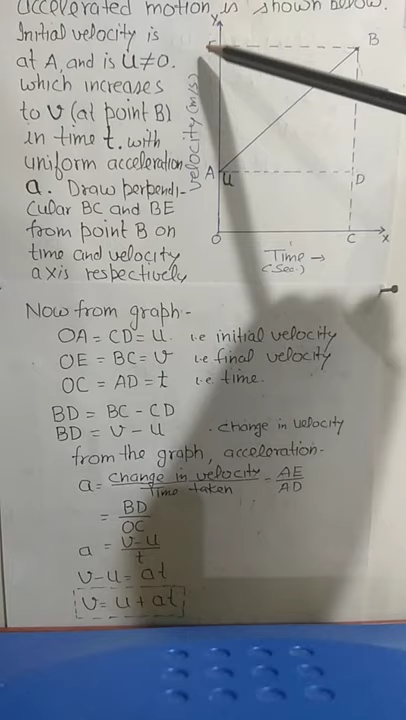 accelerated motion is shown below.
Initial velocity is
at A, and is U≠0.
which increases
to v (at point B)
in time t. with
uniform acceleration
a. Draw perpendi-
cular BC and BE
from point B on
time and velocity
axis respectively
Y
B
velocity (m/s)
A
U
D
O
C
X
Time →
(Sec.)
Now from graph-
OA = CD = U. i.e initial velocity
OE = BC = v i.e final velocity
OC = AD = t i.e. time.
BD = BC - CD
BD = v - u . change in velocity
from the graph, acceleration-
a = change in velocity / Time taken = AE / AD
= BD / OC
a = v-u / t
v-u = at
v = u + at